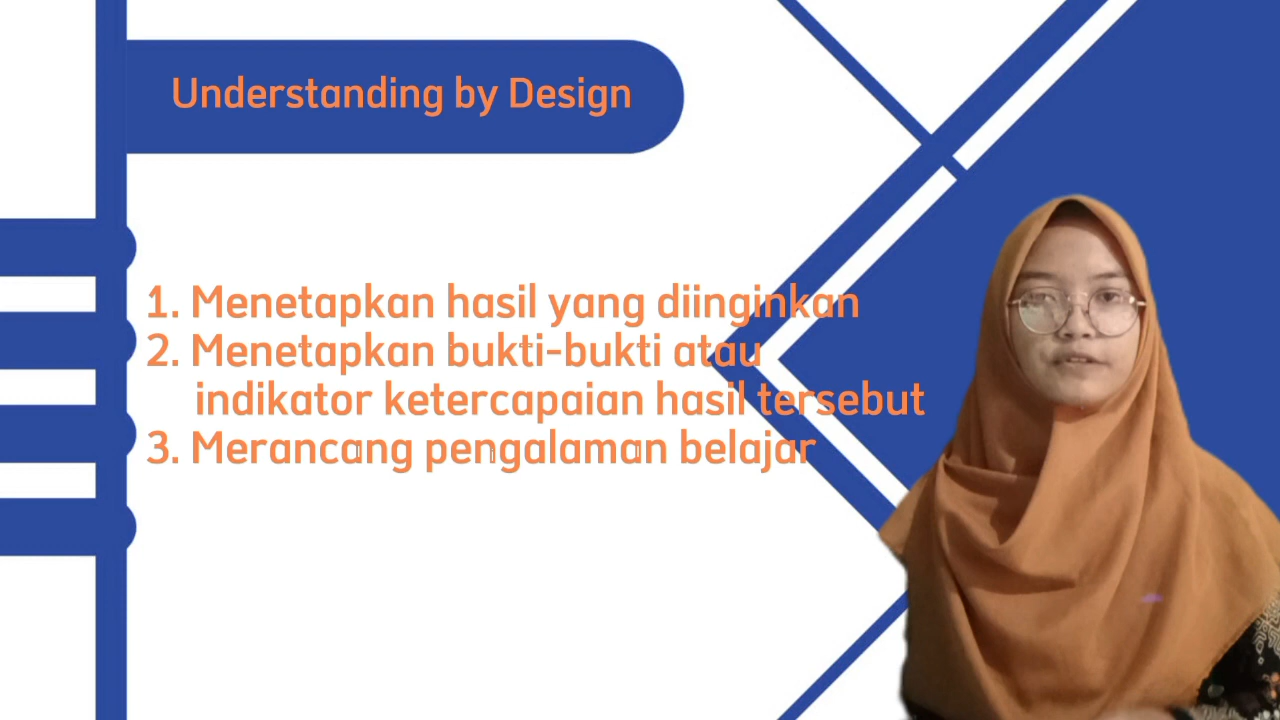 Understanding by Design
1. Menetapkan hasil yang diinginkan
2. Menetapkan bukti-bukti atau
indikator ketercapaian hasil tersebut
3. Merancang pengalaman belajar